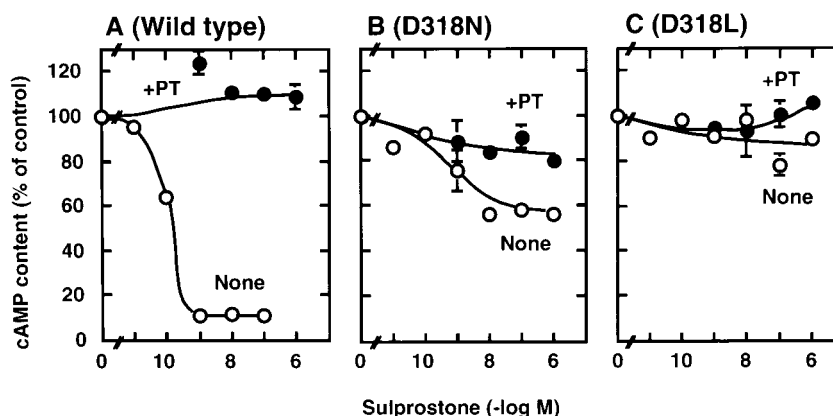 A (Wild type)
B (D318N)
C (D318L)
cAMP content (% of control)
120
100
80
60
40
20
0
+PT
None
+PT
None
+PT
None
0 10 8 6
0 10 8 6
0 10 8 6
Sulprostone (-log M)